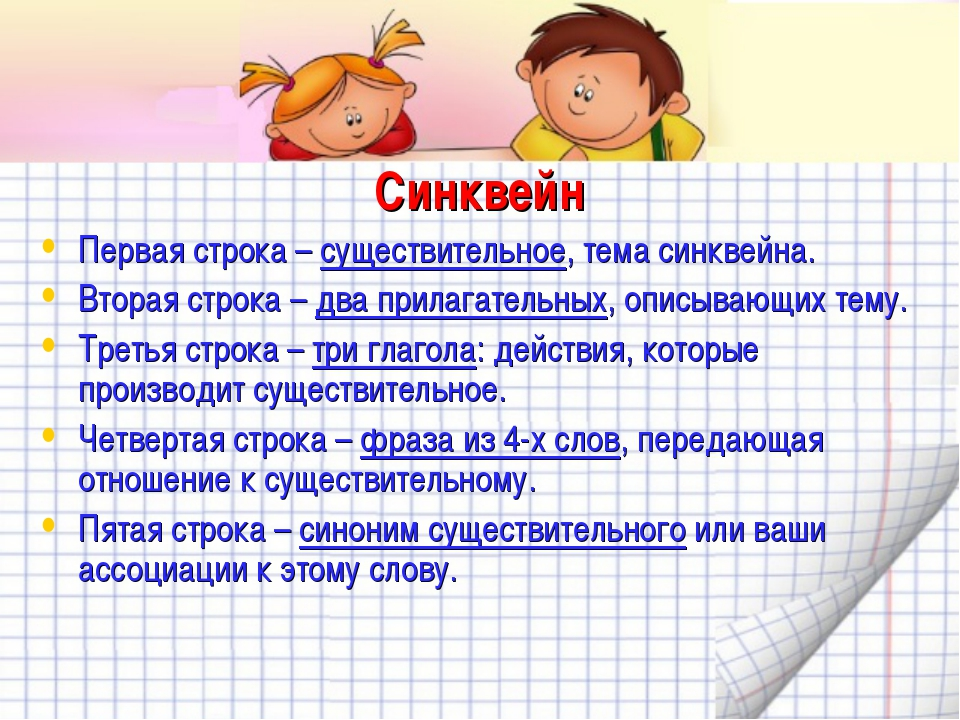 Синквейн
• Первая строка – существительное, тема синквейна.
• Вторая строка – два прилагательных, описывающих тему.
• Третья строка – три глагола: действия, которые
производит существительное.
• Четвертая строка – фраза из 4-х слов, передающая
отношение к существительному.
• Пятая строка – синоним существительного или ваши
ассоциации к этому слову.